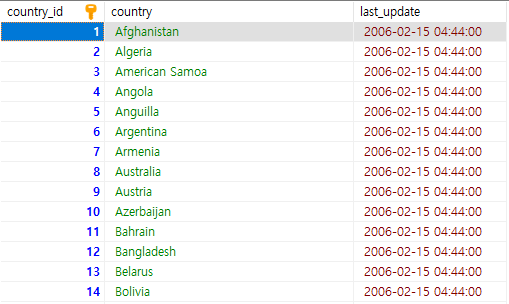 country_id country last_update
1 Afghanistan 2006-02-15 04:44:00
2 Algeria 2006-02-15 04:44:00
3 American Samoa 2006-02-15 04:44:00
4 Angola 2006-02-15 04:44:00
5 Anguilla 2006-02-15 04:44:00
6 Argentina 2006-02-15 04:44:00
7 Armenia 2006-02-15 04:44:00
8 Australia 2006-02-15 04:44:00
9 Austria 2006-02-15 04:44:00
10 Azerbaijan 2006-02-15 04:44:00
11 Bahrain 2006-02-15 04:44:00
12 Bangladesh 2006-02-15 04:44:00
13 Belarus 2006-02-15 04:44:00
14 Bolivia 2006-02-15 04:44:00